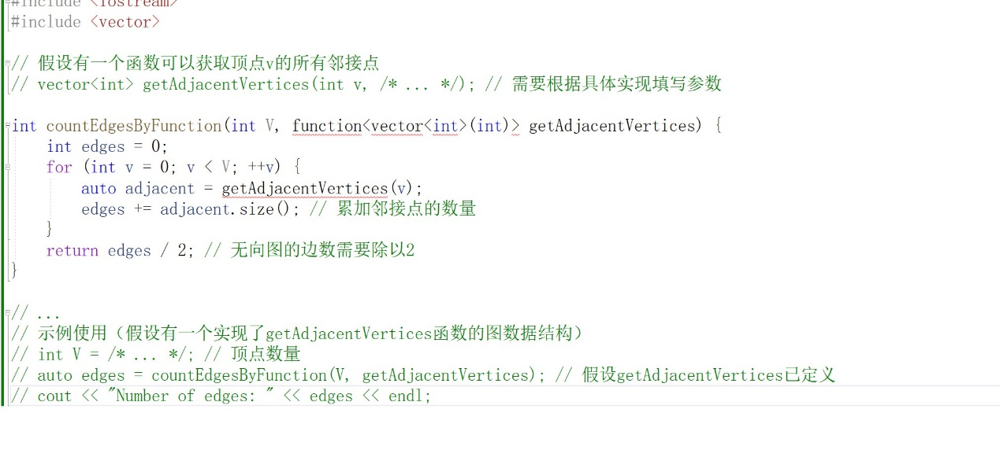 #include <iostream>
#include <vector>
// 假设有一个函数可以获取顶点v的所有邻接点
// vector<int> getAdjacentVertices(int v, /* ... */); // 需要根据具体实现填写参数
int countEdgesByFunction(int V, function<vector<int>(int)> getAdjacentVertices) {
    int edges = 0;
    for (int v = 0; v < V; ++v) {
        auto adjacent = getAdjacentVertices(v);
        edges += adjacent.size(); // 累加邻接点的数量
    }
    return edges / 2; // 无向图的边数需要除以2
}
// ...
// 示例使用（假设有一个实现了getAdjacentVertices函数的图数据结构）
// int V = /* ... */; // 顶点数量
// auto edges = countEdgesByFunction(V, getAdjacentVertices); // 假设getAdjacentVertices已定义
// cout << "Number of edges: " << edges << endl;